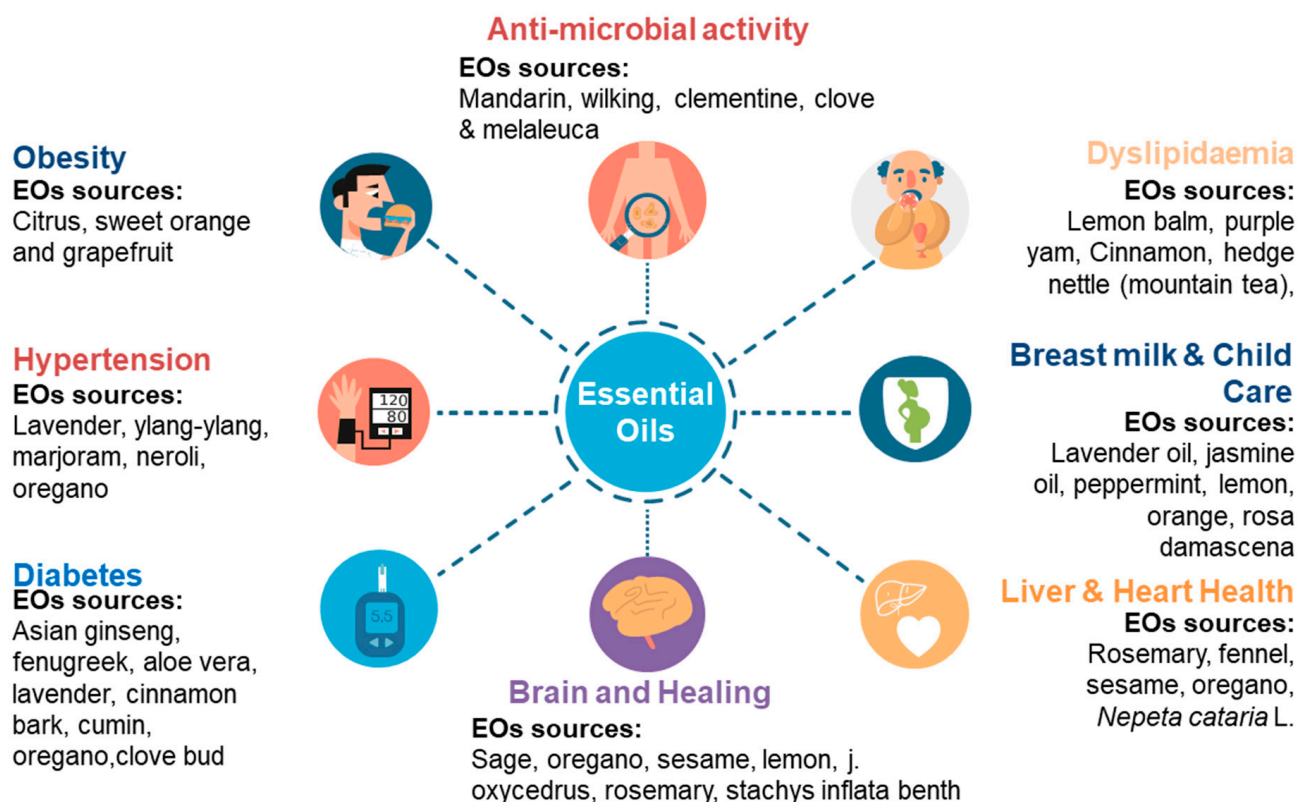 Anti-microbial activity
EOs sources:
Mandarin, wilking, clementine, clove
& melaleuca
Obesity
EOs sources:
Citrus, sweet orange
and grapefruit
Dyslipidaemia
EOs sources:
Lemon balm, purple
yam, Cinnamon, hedge
nettle (mountain tea),
Hypertension
EOs sources:
Lavender, ylang-ylang,
marjoram, neroli,
oregano
120
80
Essential
Oils
Breast milk & Child
Care
EOs sources:
Lavender oil, jasmine
oil, peppermint, lemon,
orange, rosa
damascena
Diabetes
EOs sources:
Asian ginseng,
fenugreek, aloe vera,
lavender, cinnamon
bark, cumin,
oregano,clove bud
5.5
Brain and Healing
EOs sources:
Sage, oregano, sesame, lemon, j.
oxycedrus, rosemary, stachys inflata benth
Liver & Heart Health
EOs sources:
Rosemary, fennel,
sesame, oregano,
Nepeta cataria L.